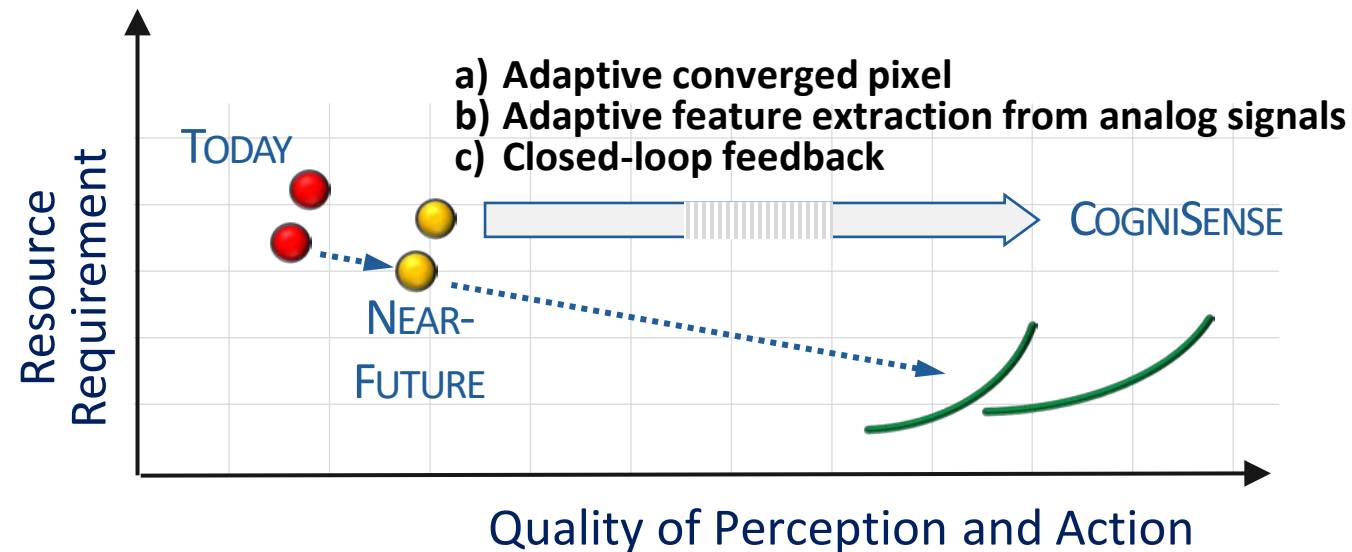 a) Adaptive converged pixel
b) Adaptive feature extraction from analog signals
c) Closed-loop feedback
TODAY
COGNISENSE
NEAR-
FUTURE
Resource
Requirement
Quality of Perception and Action